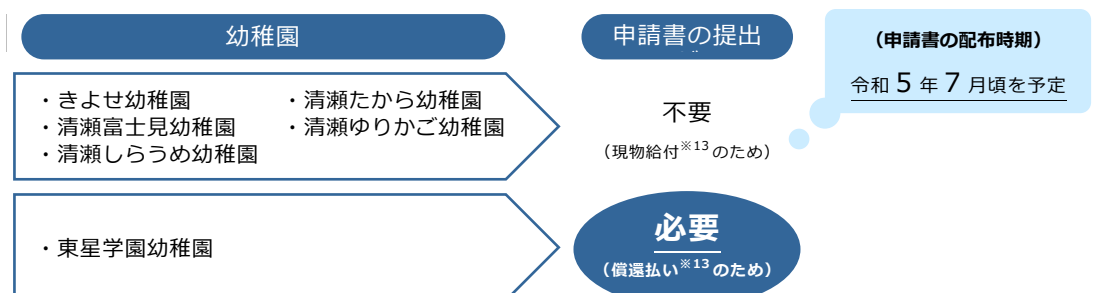 幼稚園
申請書の提出
(申請書の配布時期)
令和 5 年 7 月頃を予定
・きよせ幼稚園 ・清瀬たから幼稚園
・清瀬富士見幼稚園 ・清瀬ゆりかご幼稚園
・清瀬しらうめ幼稚園
不要
(現物給付※13のため)
・東星学園幼稚園
必要
(償還払い※13のため)